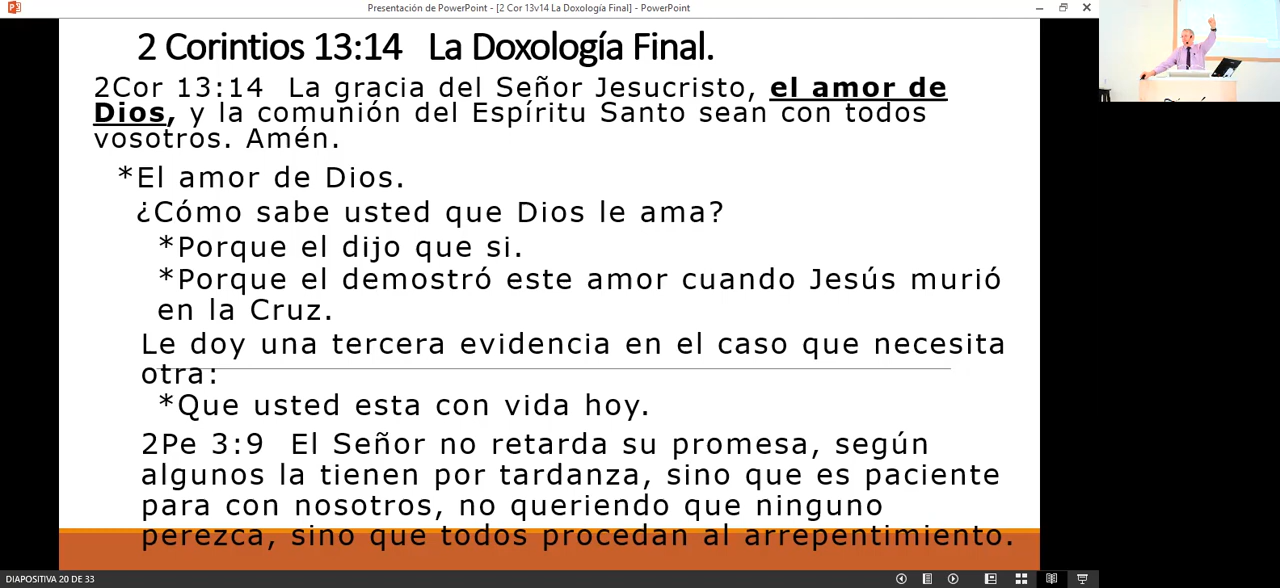 Presentación de PowerPoint - [2 Cor 13v14 La Doxología Final] - PowerPoint
2 Corintios 13:14 La Doxología Final.
2Cor 13:14 La gracia del Señor Jesucristo, el amor de
Dios, y la comunión del Espíritu Santo sean con todos
vosotros. Amén.
*El amor de Dios.
¿Cómo sabe usted que Dios le ama?
*Porque el dijo que si.
*Porque el demostró este amor cuando Jesús murió
en la Cruz.
Le doy una tercera evidencia en el caso que necesita
otra:
*Que usted esta con vida hoy.
2Pe 3:9 El Señor no retarda su promesa, según
algunos la tienen por tardanza, sino que es paciente
para con nosotros, no queriendo que ninguno
perezca, sino que todos procedan al arrepentimiento.
DIAPOSITIVA 20 DE 33